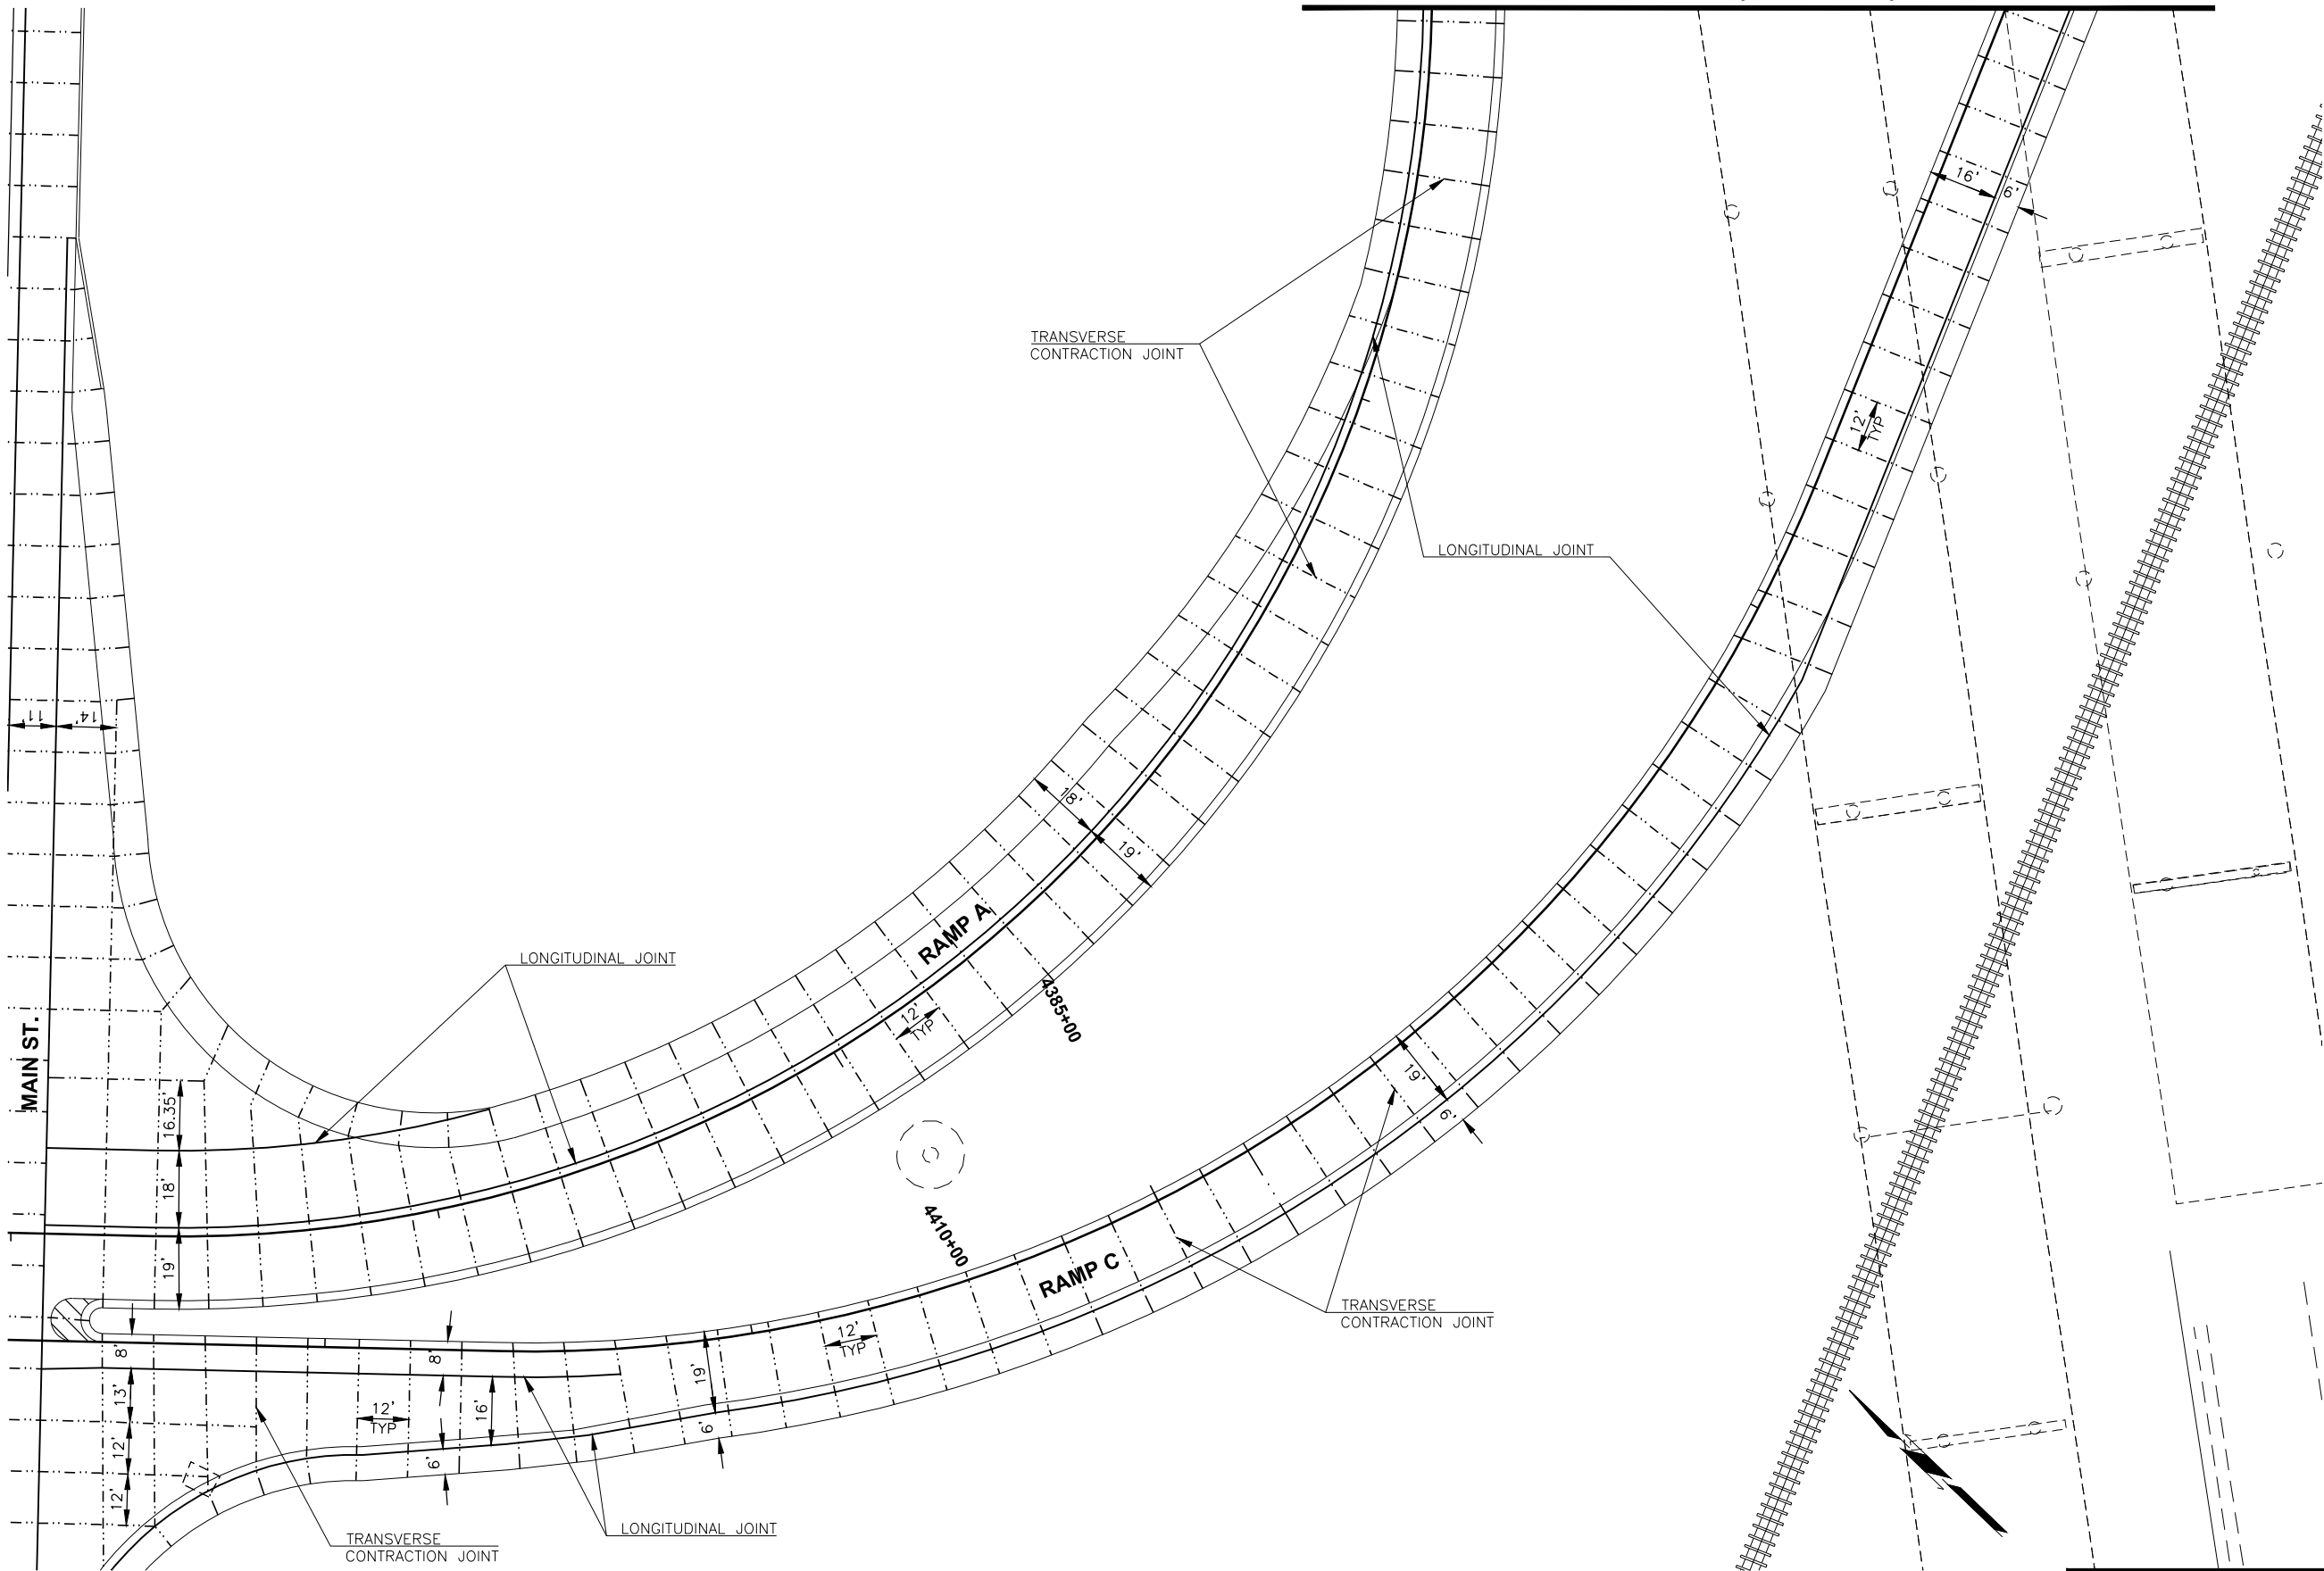 16'
6'
TRANSVERSE
CONTRACTION JOINT
12'
TYP
LONGITUDINAL JOINT
11'
14'
18'
19'
RAMP A
LONGITUDINAL JOINT
4385+00
12'
TYP
MAIN ST.
16.35'
19'
6'
18'
4410+00
19'
RAMP C
TRANSVERSE
CONTRACTION JOINT
8'
8'
12'
TYP
19'
13'
12'
TYP
16'
6'
12'
6'
12'
LONGITUDINAL JOINT
TRANSVERSE
CONTRACTION JOINT